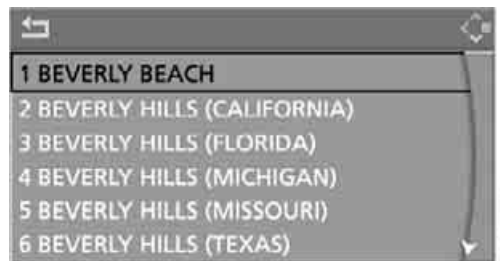 1 BEVERLY BEACH
2 BEVERLY HILLS (CALIFORNIA)
3 BEVERLY HILLS (FLORIDA)
4 BEVERLY HILLS (MICHIGAN)
5 BEVERLY HILLS (MISSOURI)
6 BEVERLY HILLS (TEXAS)